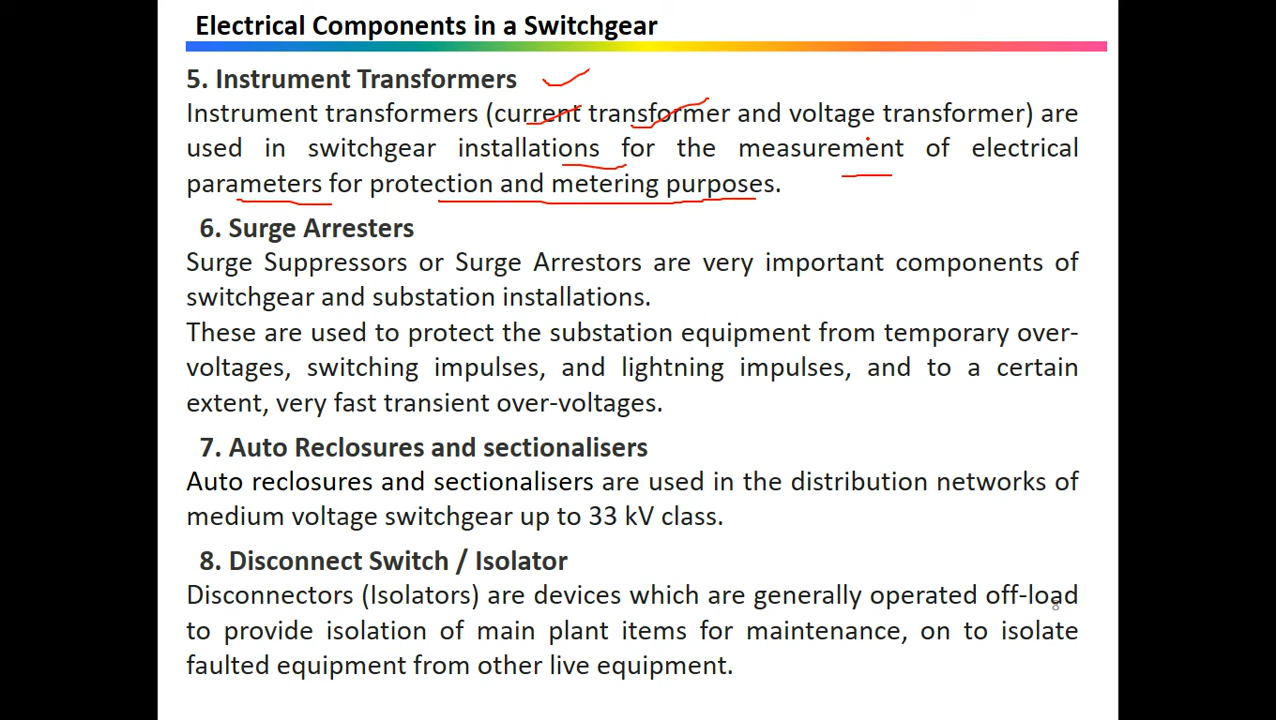 Electrical Components in a Switchgear
5. Instrument Transformers
Instrument transformers (current transformer and voltage transformer) are
used in switchgear installations for the measurement of electrical
parameters for protection and metering purposes.
6. Surge Arresters
Surge Suppressors or Surge Arrestors are very important components of
switchgear and substation installations.
These are used to protect the substation equipment from temporary over-
voltages, switching impulses, and lightning impulses, and to a certain
extent, very fast transient over-voltages.
7. Auto Reclosures and sectionalisers
Auto reclosures and sectionalisers are used in the distribution networks of
medium voltage switchgear up to 33 kV class.
8. Disconnect Switch / Isolator
Disconnectors (Isolators) are devices which are generally operated off-load
8
to provide isolation of main plant items for maintenance, on to isolate
faulted equipment from other live equipment.